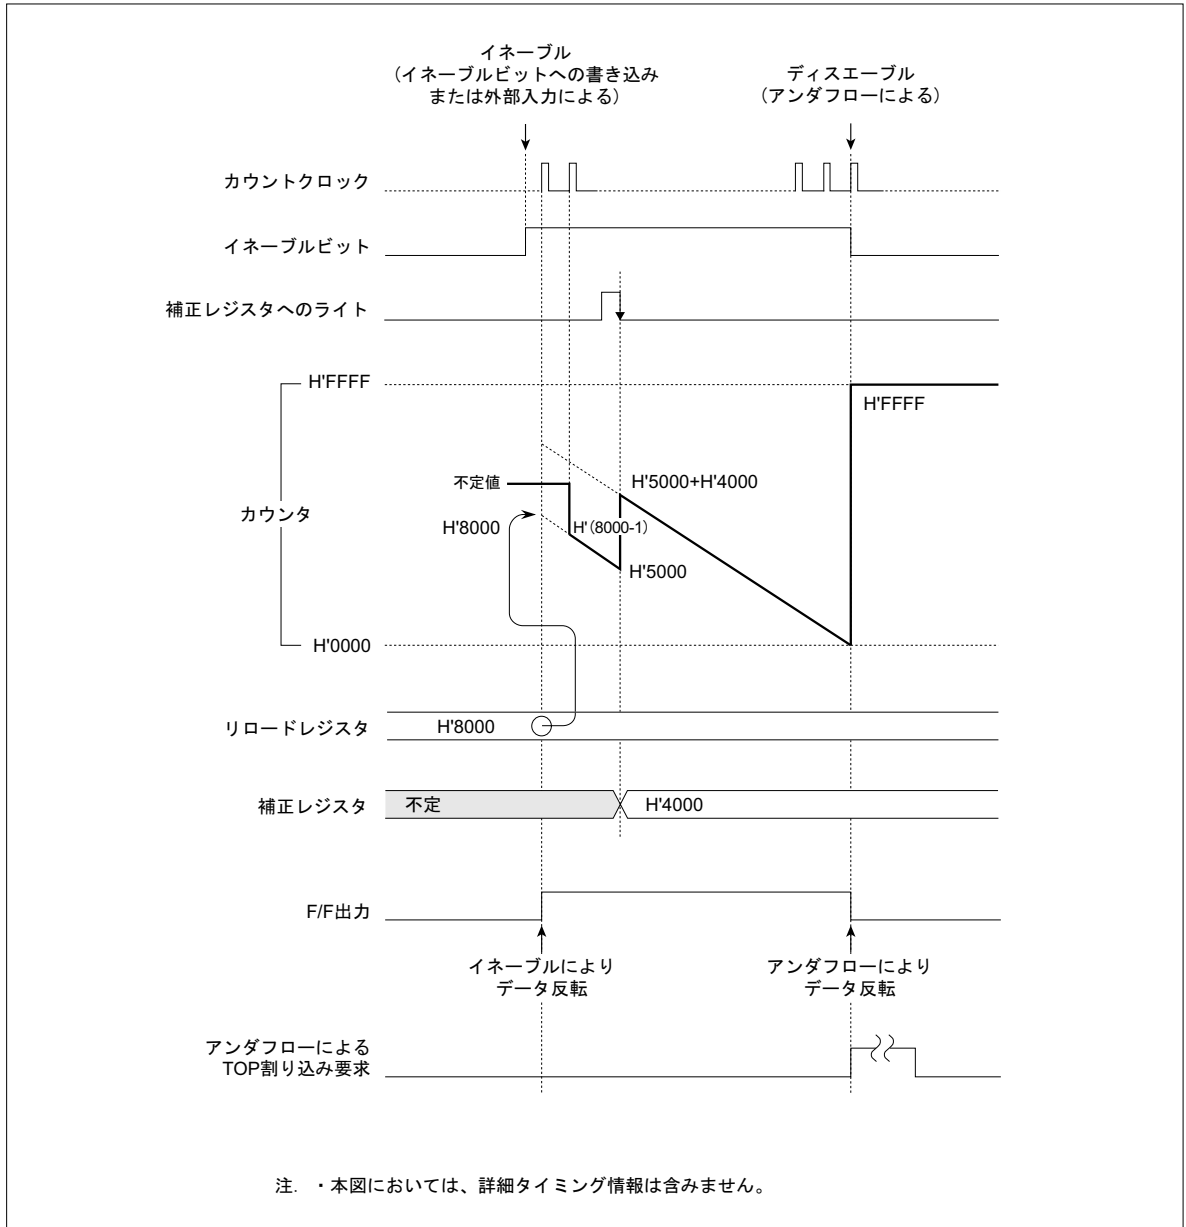 イネーブル
(イネーブルビットへの書き込み
または外部入力による)
ディスエーブル
(アンダフローによる)
カウントクロック
イネーブルビット
補正レジスタへのライト
H'FFFF
H'FFFF
不定値
H'5000+H'4000
カウンタ
H'8000
H'(8000-1)
H'5000
H'0000
リロードレジスタ
H'8000
補正レジスタ
不定
H'4000
F/F出力
イネーブルにより
データ反転
アンダフローにより
データ反転
アンダフローによる
TOP割り込み要求
注. ・本図においては、詳細タイミング情報は含みません。